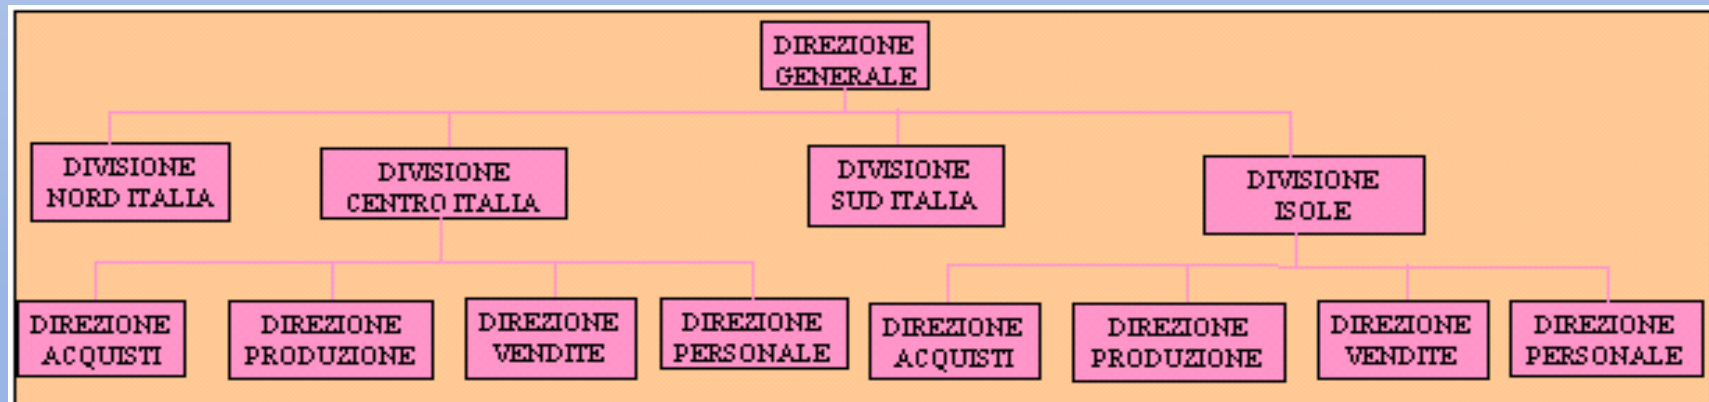 DIREZIONE
GENERALE
DIVISIONE
NORD ITALIA
DIVISIONE
CENTRO ITALIA
DIVISIONE
SUD ITALIA
DIVISIONE
ISOLE
DIREZIONE
ACQUISTI
DIREZIONE
PRODUZIONE
DIREZIONE
VENDITE
DIREZIONE
PERSONALE
DIREZIONE
ACQUISTI
DIREZIONE
PRODUZIONE
DIREZIONE
VENDITE
DIREZIONE
PERSONALE